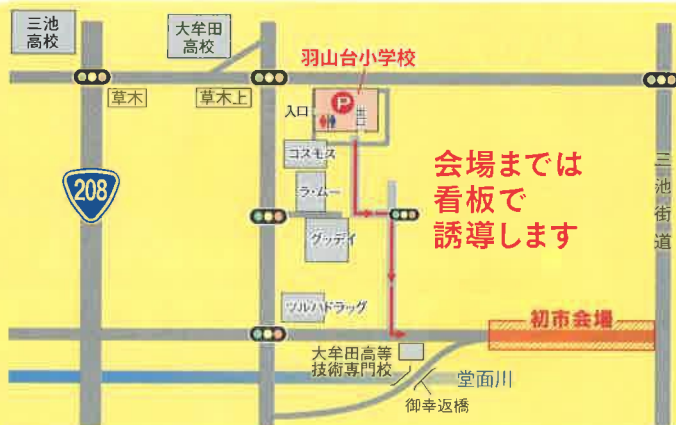 三池
高校
大牟田
高校
羽山台小学校
草木
草木上
入口
P
出口
コスモス
ラ・ムー
グッデイ
208
会場までは
看板で
誘導します
三池街道
ツルハドラッグ
初市会場
大牟田高等
技術専門校
堂面川
御幸返橋